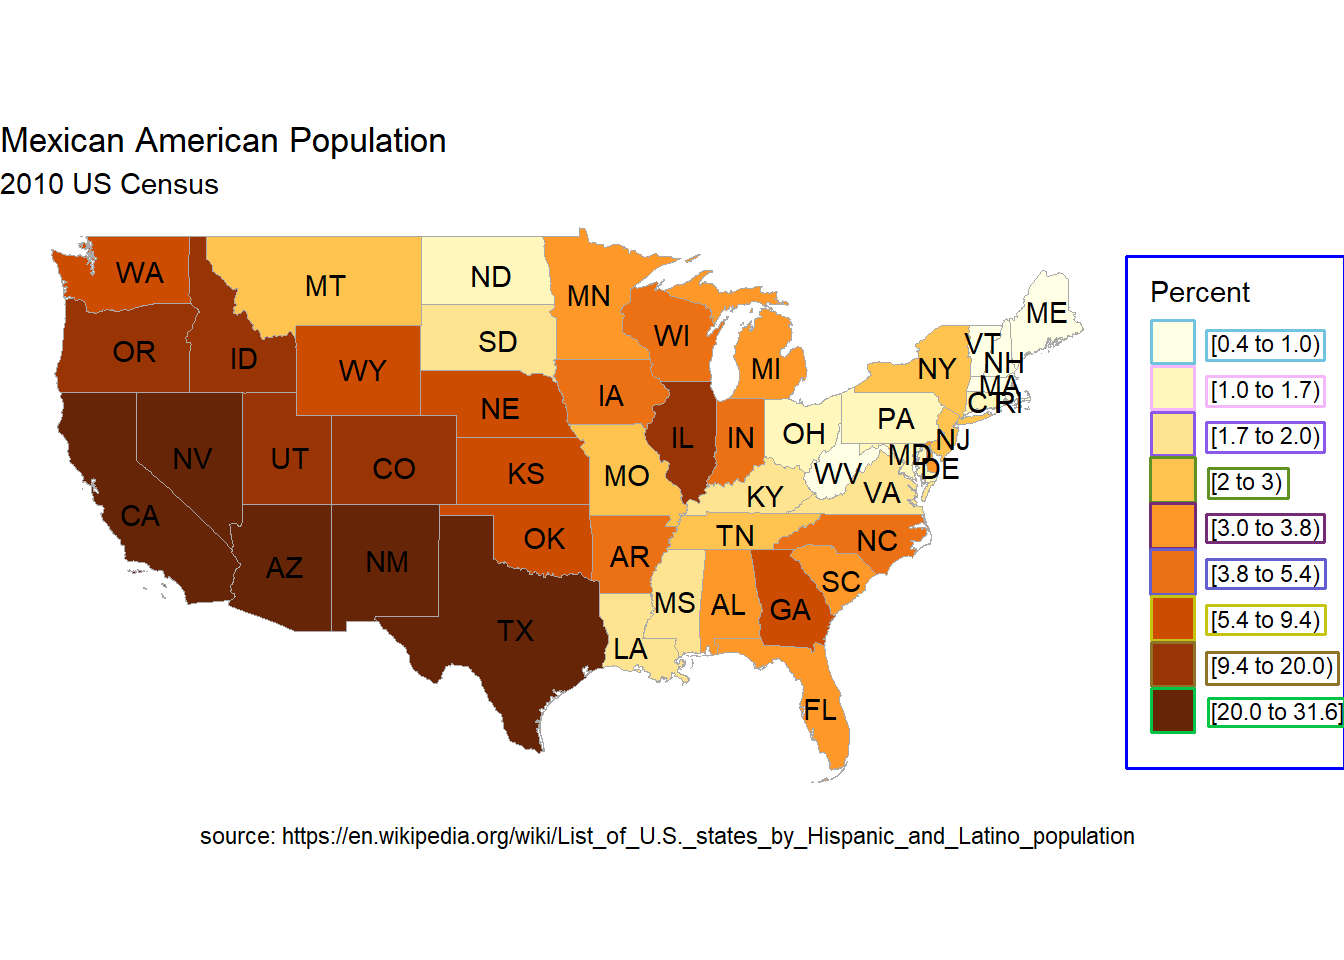 Mexican American Population
2010 US Census
WA
MT
ND
MN
ME
OR
ID
WY
SD
WI
MI
VT
NH
NY
MA
NE
IA
CT
RI
PA
NV
UT
CO
IL
IN
OH
NJ
KS
MO
MD
DE
WV
VA
KY
CA
OK
TN
NC
AZ
NM
AR
SC
MS
AL
GA
TX
LA
FL
Percent
[0.4 to 1.0)
[1.0 to 1.7)
[1.7 to 2.0)
[2 to 3)
[3.0 to 3.8)
[3.8 to 5.4)
[5.4 to 9.4)
[9.4 to 20.0)
[20.0 to 31.6]
source: https://en.wikipedia.org/wiki/List_of_U.S._states_by_Hispanic_and_Latino_population